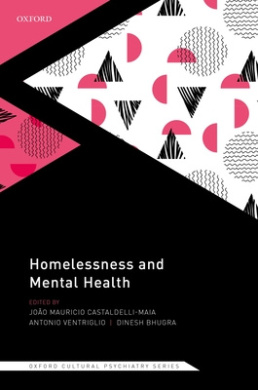 OXFORD
Homelessness and
Mental Health
EDITED BY
JOÃO MAURICIO CASTALDELLI-MAIA
ANTONIO VENTRIGLIO | DINESH BHUGRA
OXFORD CULTURAL PSYCHIATRY SERIES